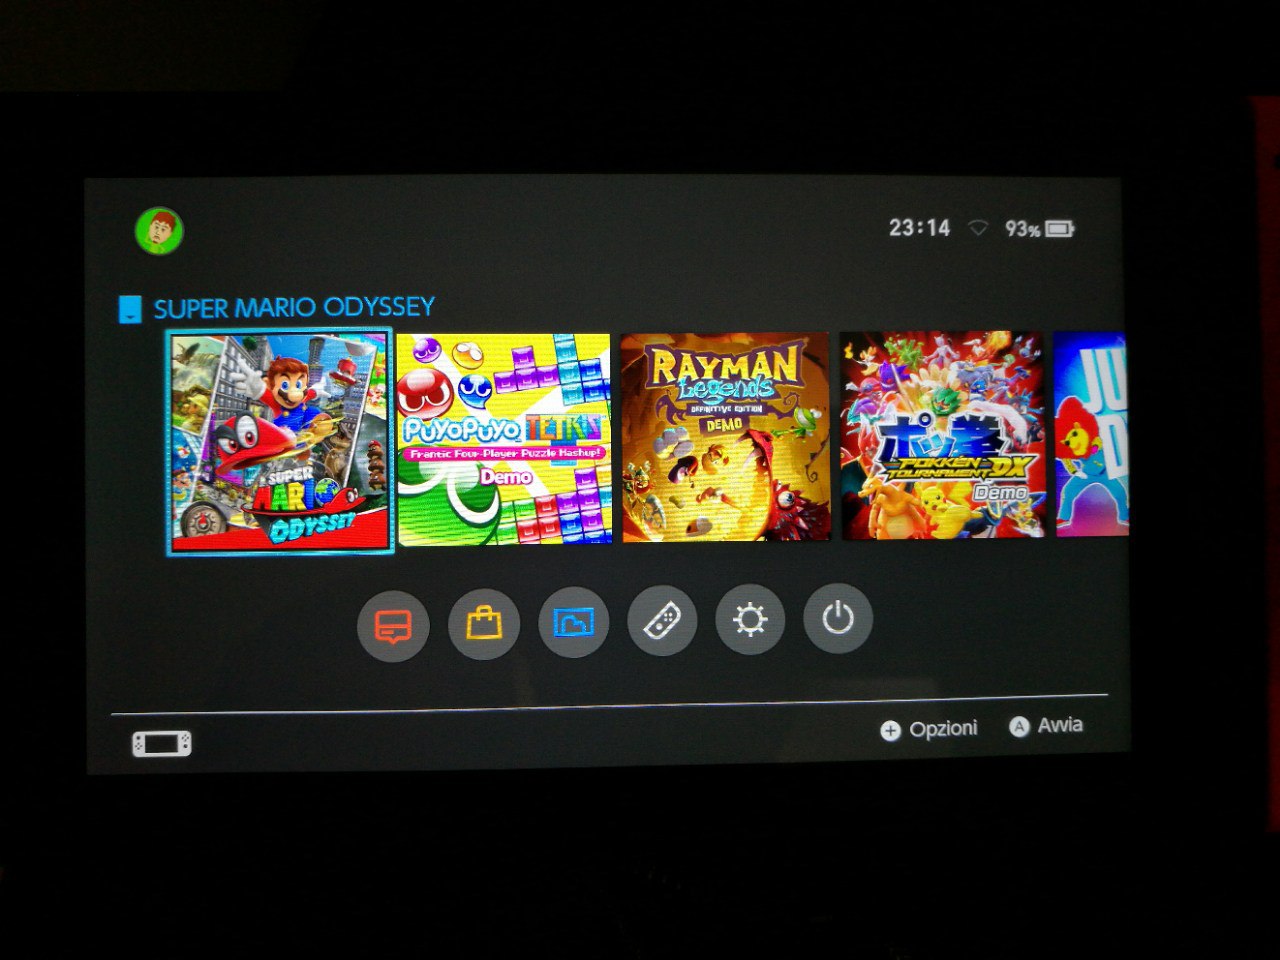 23:14
93%
SUPER MARIO ODYSSEY
SUPER
MARIO
ODYSSEY
PUYOPUYO TETRIS
Frantic Four-Player Puzzle Mashup!
Demo
RAYMAN
Legends
DEFINITIVE EDITION
DEMO
ポッ拳
POKKÉN
TOURNAMENT DX
Demo
JU
D
+ Opzioni
A Avvia